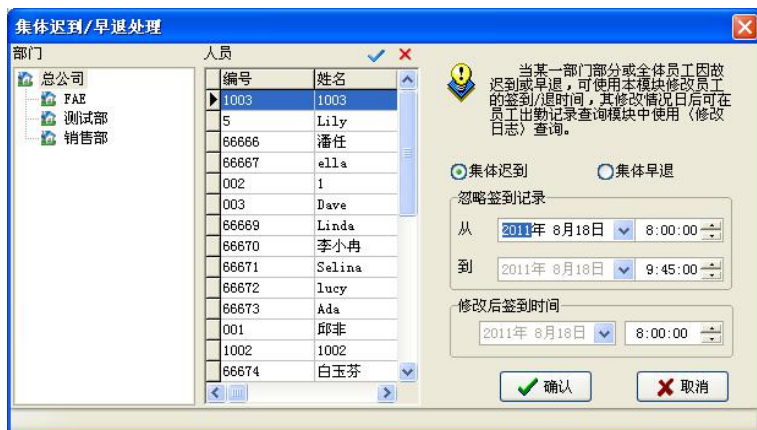 集体迟到/早退处理
部门
总公司
FAE
测试部
销售部
人员
编号 姓名
1003 1003
5 Lily
66666 潘任
66667 ella
002 1
003 Dave
66669 Linda
66670 李小冉
66671 Selina
66672 lucy
66673 Ada
001 邱非
1002 1002
66674 白玉芬
当某一部门部分或全体员工因故
迟到或早退，可使用本模块修改员工
的签到/退时间，其修改情况日后可在
员工出勤记录查询模块中使用〈修改
日志〉查询。
集体迟到 集体早退
忽略签到记录
从 2011年 8月18日 8:00:00
到 2011年 8月18日 9:45:00
修改后签到时间
2011年 8月18日 8:00:00
确认 取消